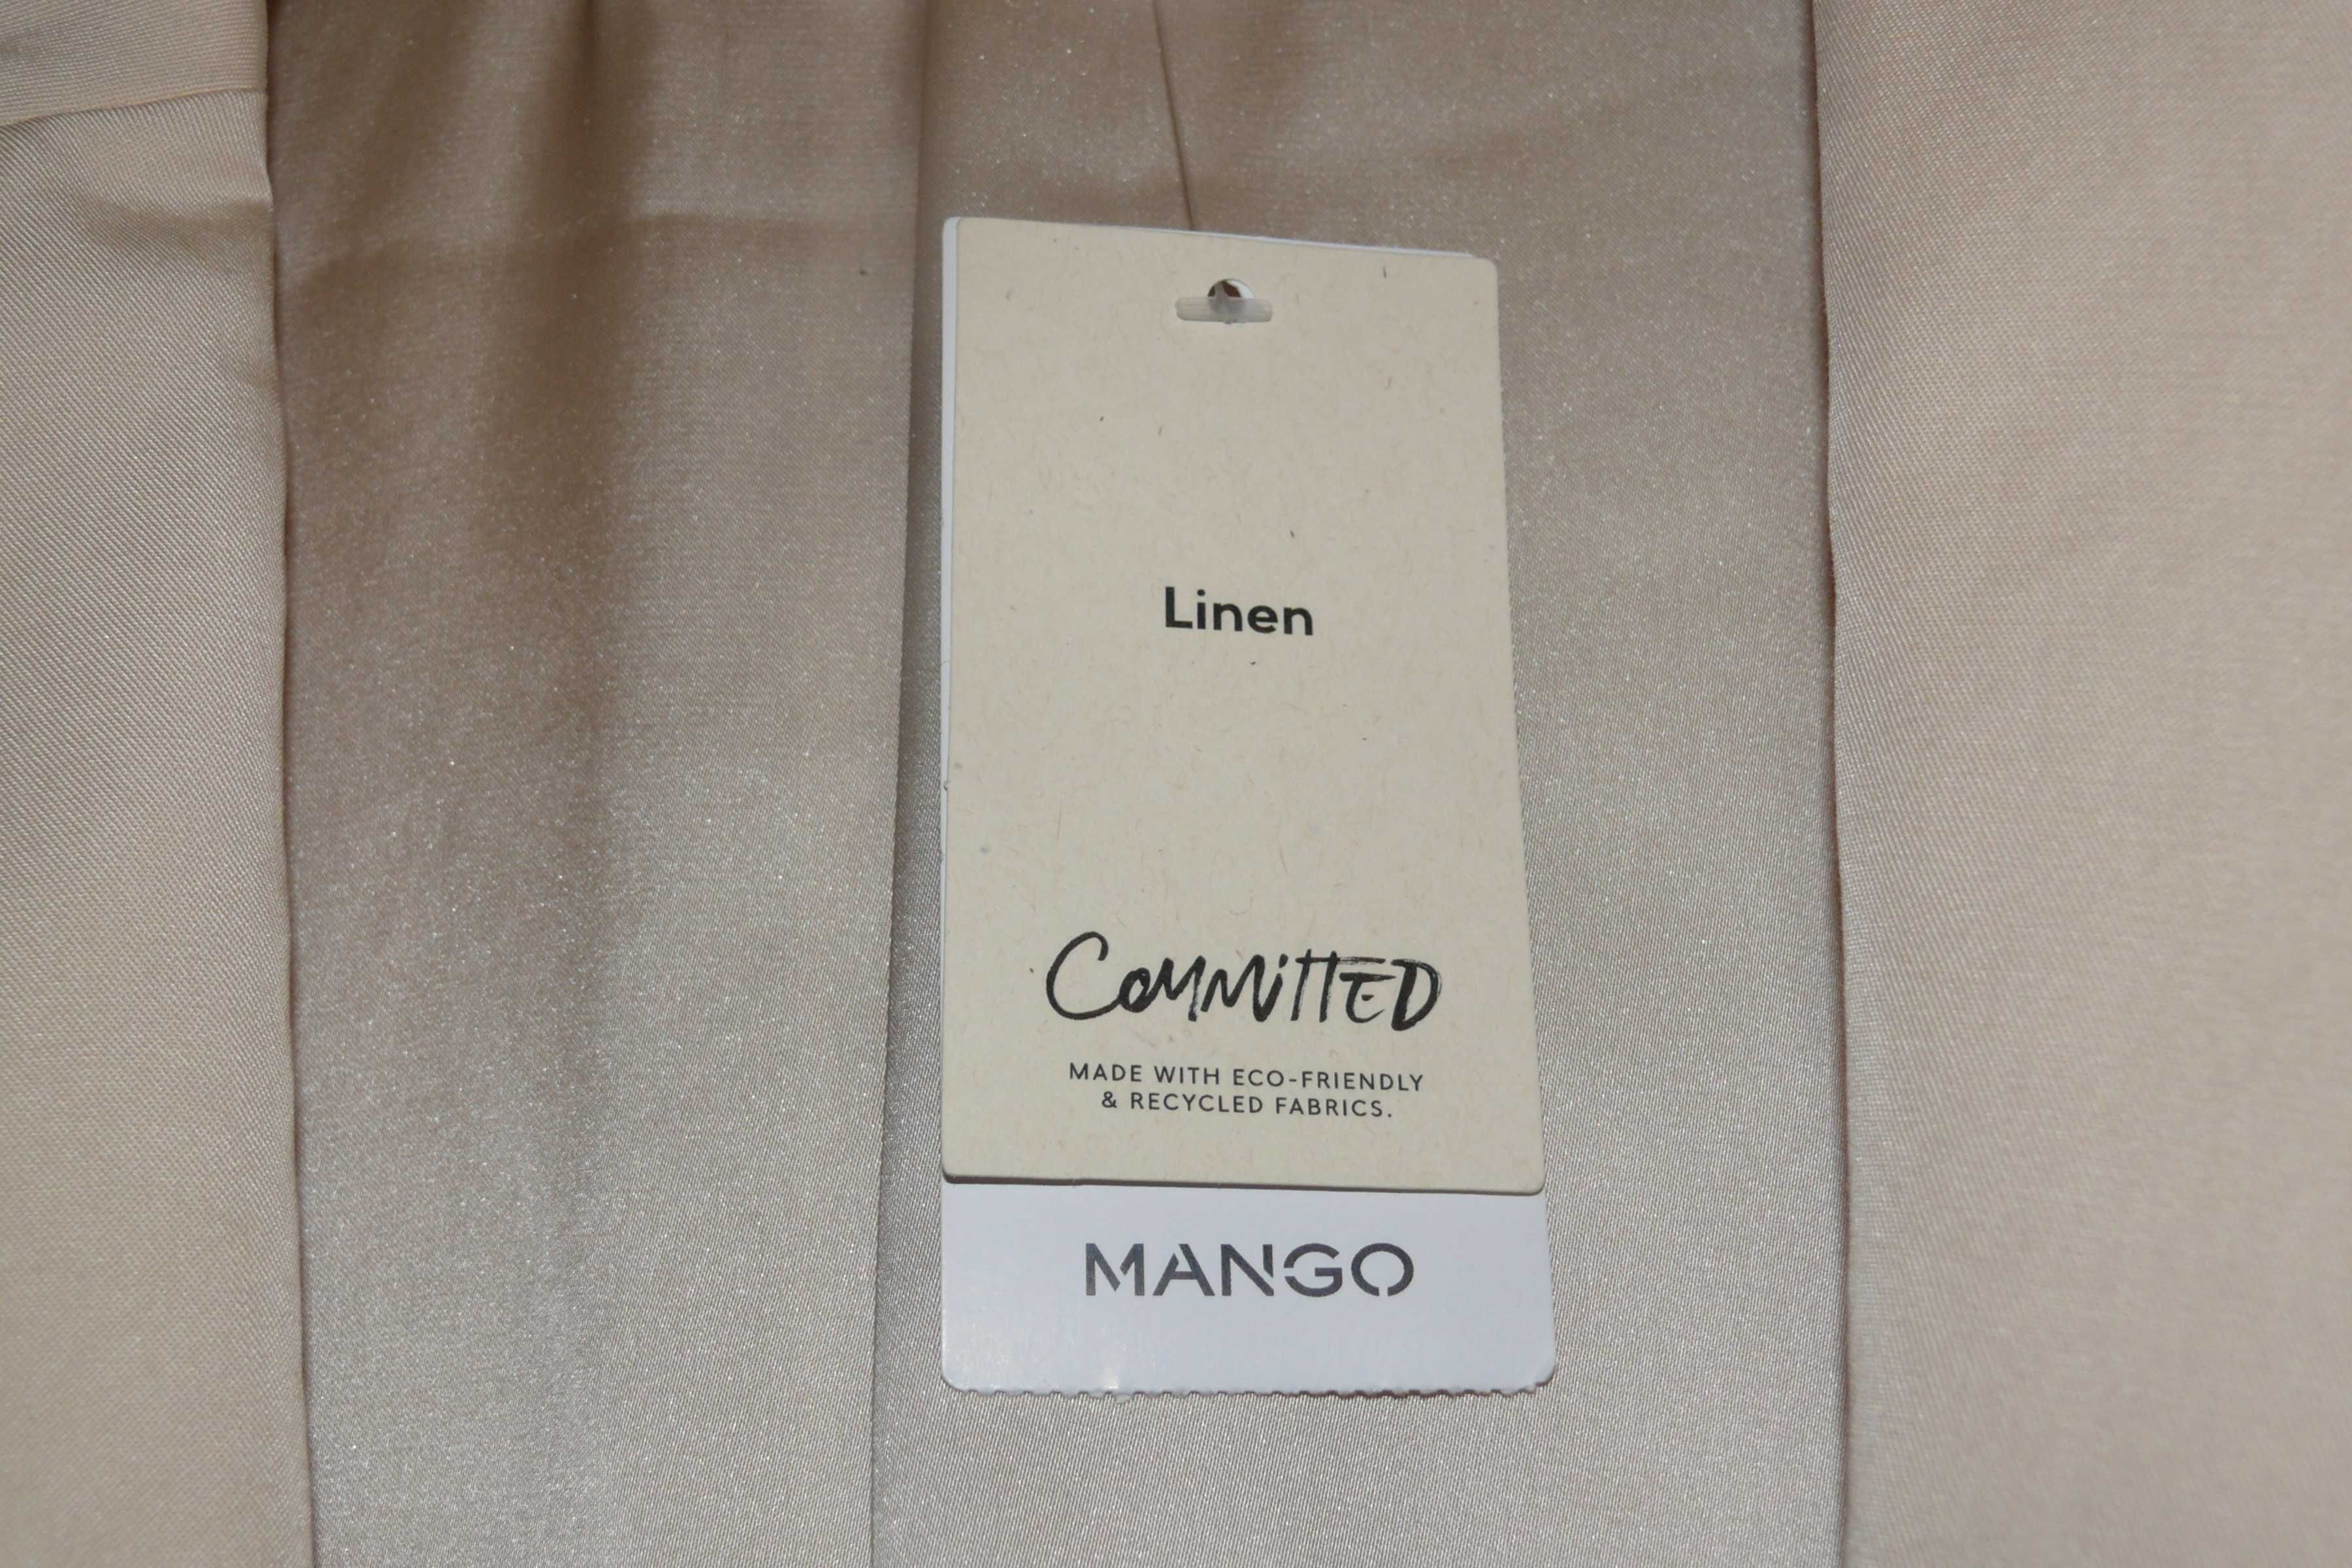 Linen
COMMiTTED
MADE WITH ECO-FRIENDLY
& RECYCLED FABRICS.
MANGO